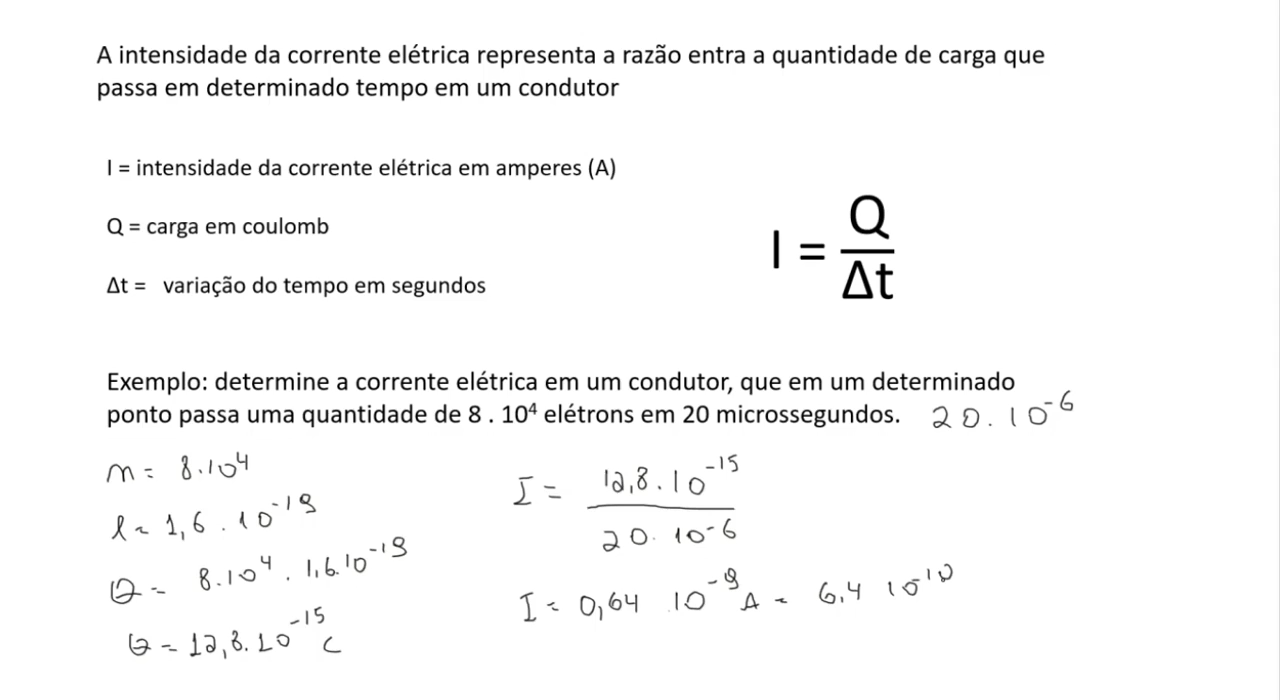 A intensidade da corrente elétrica representa a razão entra a quantidade de carga que
passa em determinado tempo em um condutor
I = intensidade da corrente elétrica em amperes (A)
Q = carga em coulomb
Δt = variação do tempo em segundos
I = Q/Δt
Exemplo: determine a corrente elétrica em um condutor, que em um determinado
ponto passa uma quantidade de 8 . 10⁴ elétrons em 20 microssegundos. 20.10⁻⁶
n = 8.10⁴
e = 1,6 . 10⁻¹⁹
Q = 8.10⁴ . 1,6.10⁻¹⁹
Q = 12,8.10⁻¹⁵ C
I = 12,8.10⁻¹⁵ / 20.10⁻⁶
I = 0,64 10⁻⁹ A = 6,4 10⁻¹⁰